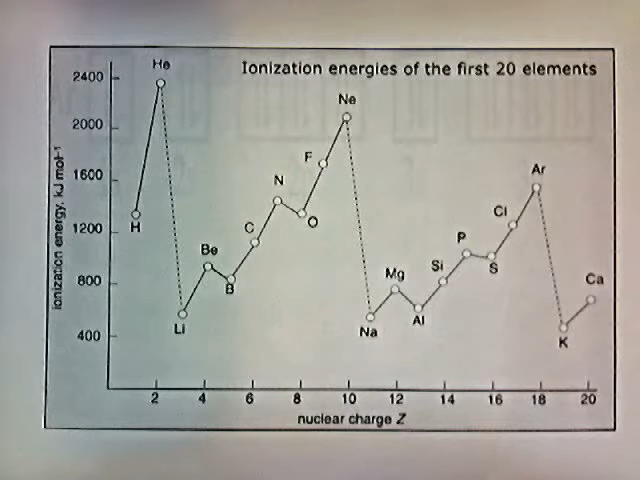 Ionization energies of the first 20 elements
ionization energy, kJ mol⁻¹
2400
2000
1600
1200
800
400
H
He
Li
Be
B
C
N
O
F
Ne
Na
Mg
Al
Si
P
S
Cl
Ar
K
Ca
2 4 6 8 10 12 14 16 18 20
nuclear charge Z